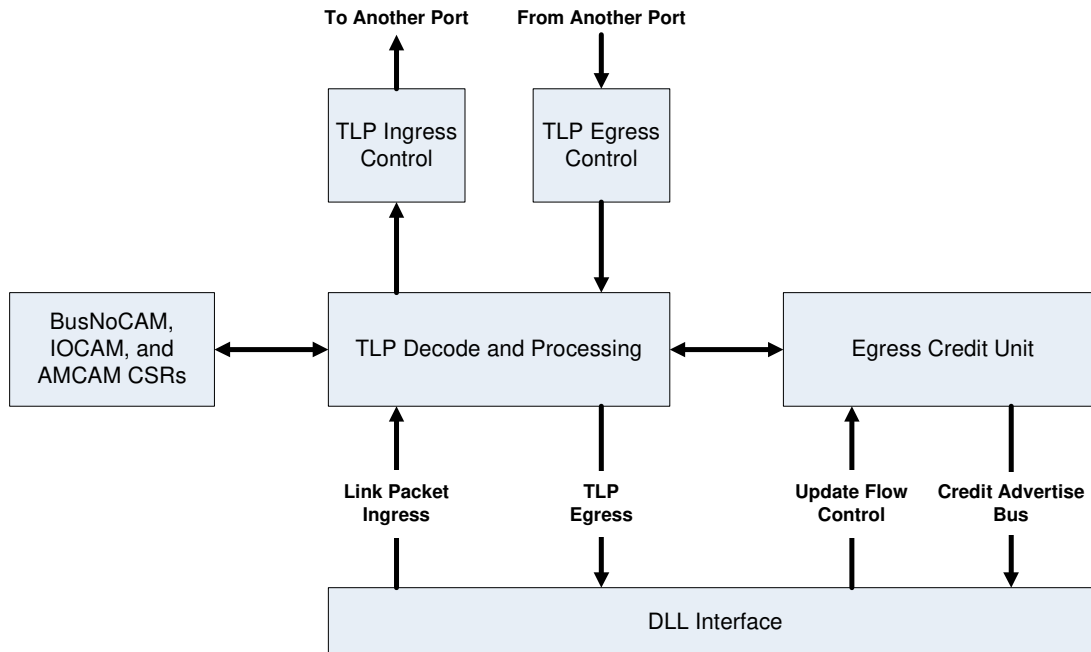 To Another Port
From Another Port
TLP Ingress
Control
TLP Egress
Control
BusNoCAM,
IOCAM, and
AMCAM CSRs
TLP Decode and Processing
Egress Credit Unit
Link Packet
Ingress
TLP
Egress
Update Flow
Control
Credit Advertise
Bus
DLL Interface